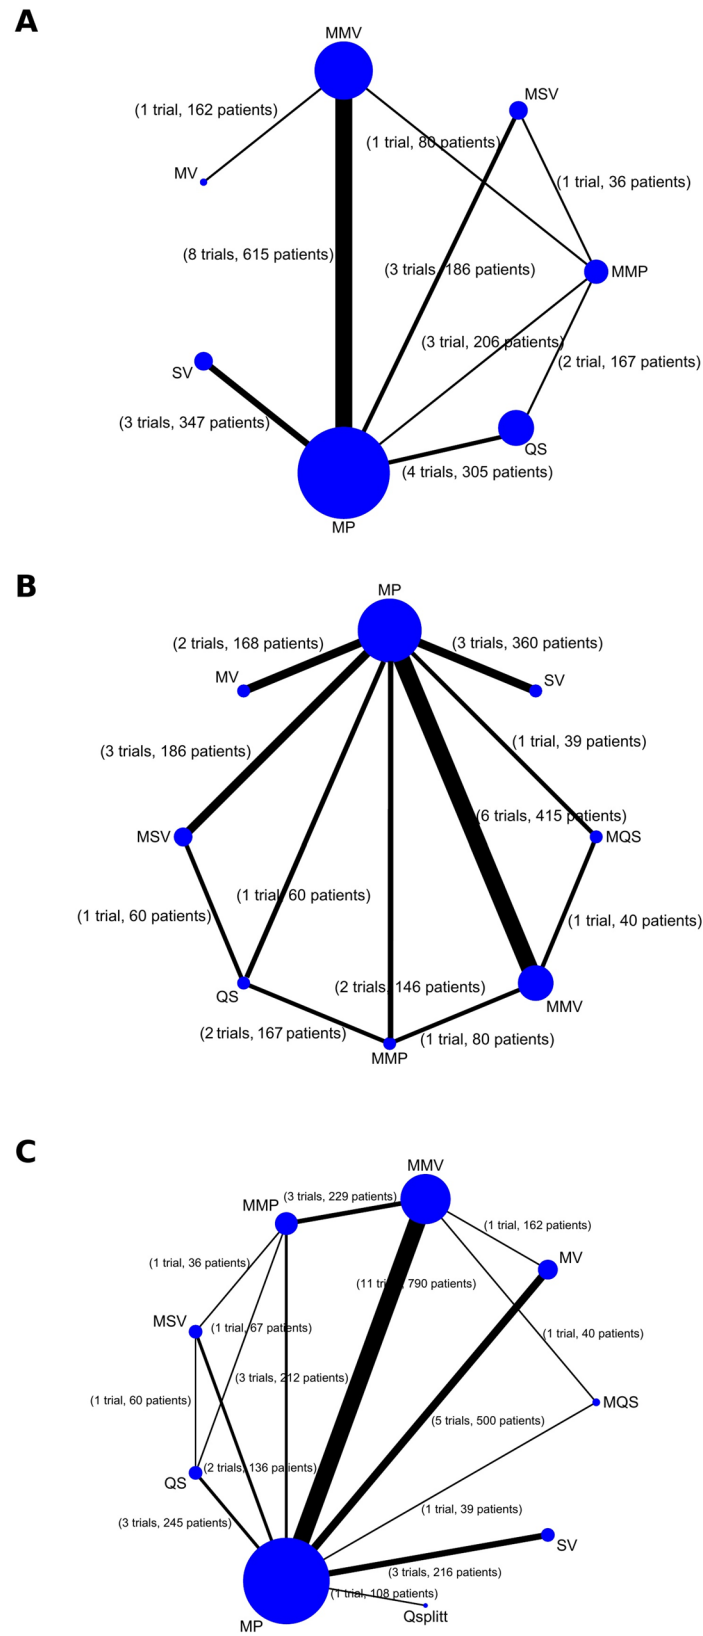 A
MMV
MSV
(1 trial, 162 patients)
(1 trial, 80 patients)
MV
(1 trial, 36 patients)
(8 trials, 615 patients)
(3 trials, 186 patients)
MMP
(3 trial, 206 patients)
(2 trial, 167 patients)
SV
(3 trials, 347 patients)
QS
(4 trials, 305 patients)
MP
B
MP
(2 trials, 168 patients)
(3 trials, 360 patients)
MV
SV
(1 trial, 39 patients)
(3 trials, 186 patients)
(6 trials, 415 patients)
MSV
MQS
(1 trial, 60 patients)
(1 trial, 60 patients)
(1 trial, 40 patients)
(2 trials, 146 patients)
QS
MMV
(2 trials, 167 patients)
(1 trial, 80 patients)
MMP
C
MMV
(3 trials, 229 patients)
MMP
(1 trial, 162 patients)
MV
(1 trial, 36 patients)
(11 trials, 790 patients)
MSV
(1 trial, 67 patients)
(1 trial, 40 patients)
(3 trials, 212 patients)
(1 trial, 60 patients)
MQS
(5 trials, 500 patients)
(2 trials, 136 patients)
QS
(1 trial, 39 patients)
(3 trials, 245 patients)
SV
(3 trials, 216 patients)
(1 trial, 108 patients)
Qsplitt
MP